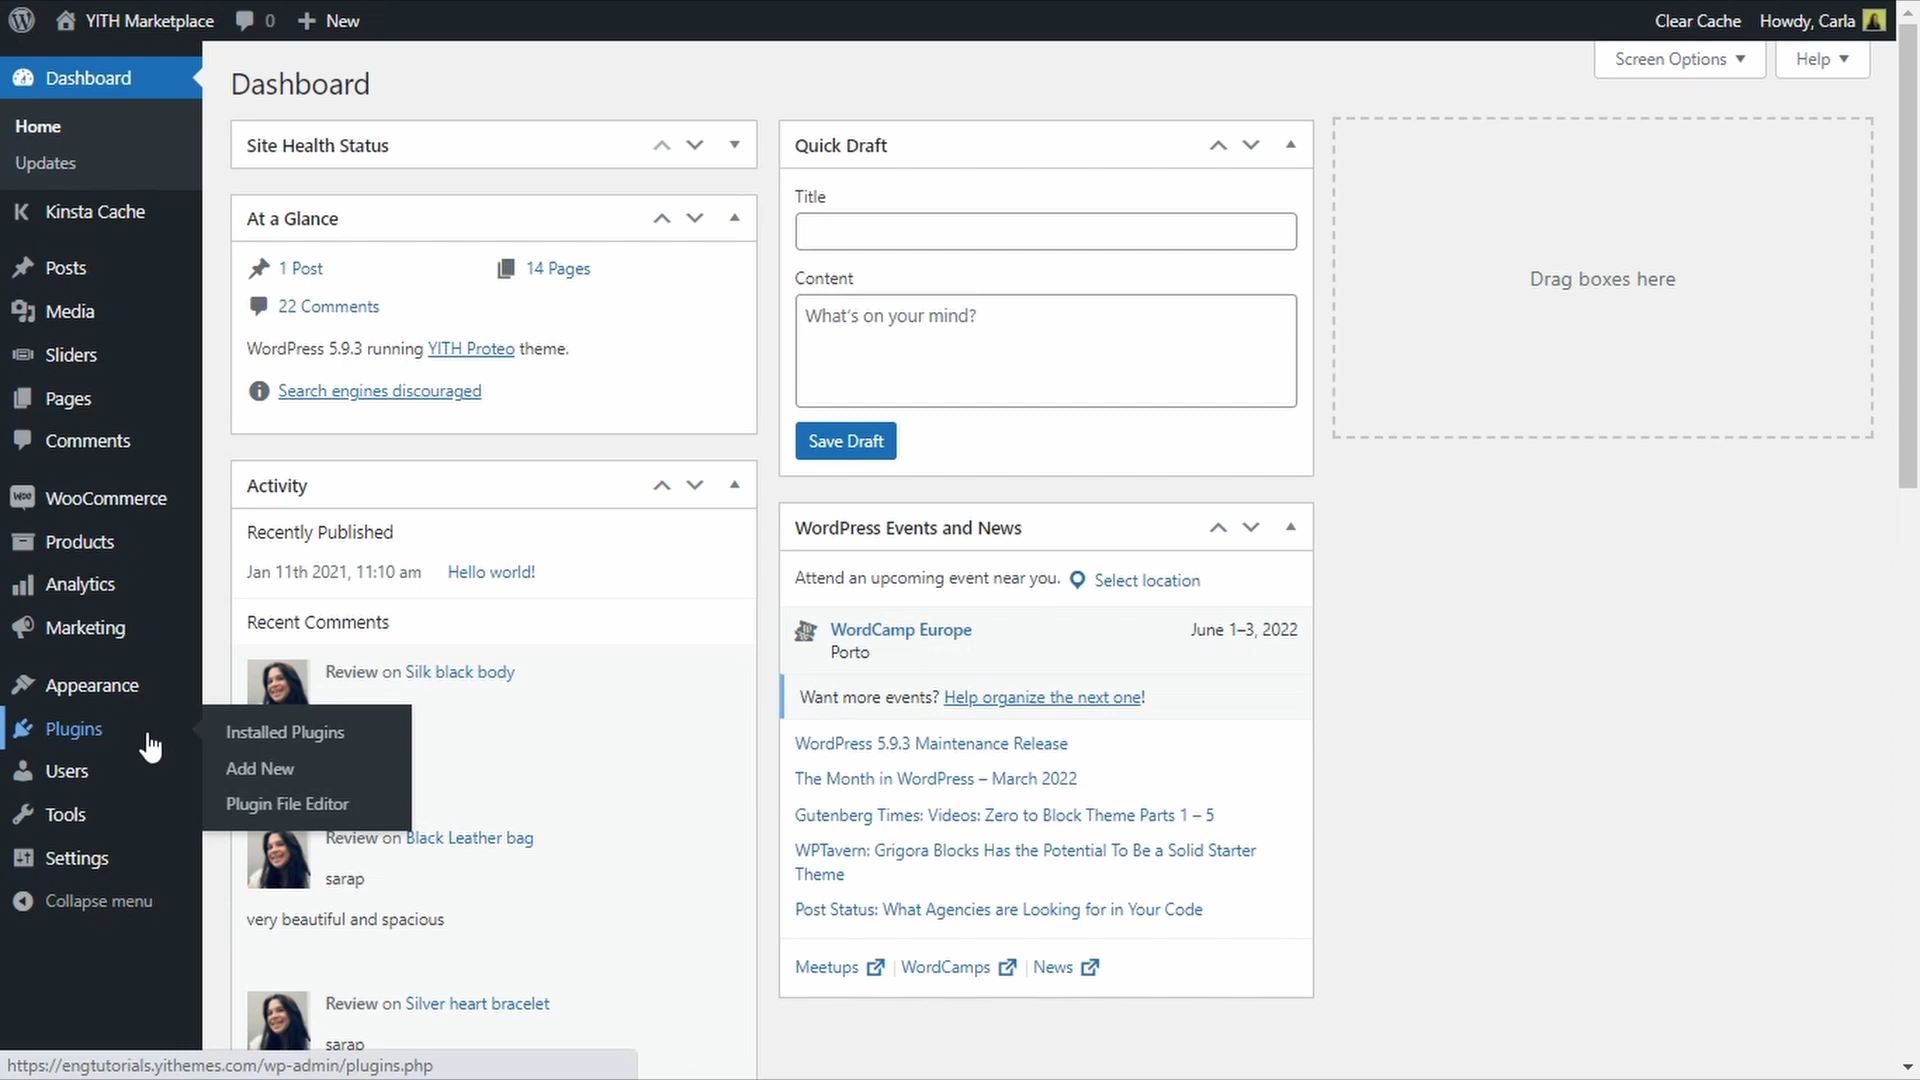 YITH Marketplace 0 New Clear Cache Howdy, Carla
Screen Options Help
Dashboard
Home
Updates
Kinsta Cache
Posts
Media
Sliders
Pages
Comments
WooCommerce
Products
Analytics
Marketing
Appearance
Plugins
Users
Tools
Settings
Collapse menu
Installed Plugins
Add New
Plugin File Editor
Dashboard
Site Health Status
At a Glance
1 Post 14 Pages
22 Comments
WordPress 5.9.3 running YITH Proteo theme.
Search engines discouraged
Activity
Recently Published
Jan 11th 2021, 11:10 am Hello world!
Recent Comments
Review on Silk black body
Review on Black Leather bag
sarap
very beautiful and spacious
Review on Silver heart bracelet
sarap
Quick Draft
Title
Content
What's on your mind?
Save Draft
WordPress Events and News
Attend an upcoming event near you. Select location
WordCamp Europe June 1–3, 2022
Porto
Want more events? Help organize the next one!
WordPress 5.9.3 Maintenance Release
The Month in WordPress – March 2022
Gutenberg Times: Videos: Zero to Block Theme Parts 1 – 5
WPTavern: Grigora Blocks Has the Potential To Be a Solid Starter
Theme
Post Status: What Agencies are Looking for in Your Code
Meetups | WordCamps | News
Drag boxes here
https://engtutorials.yithemes.com/wp-admin/plugins.php